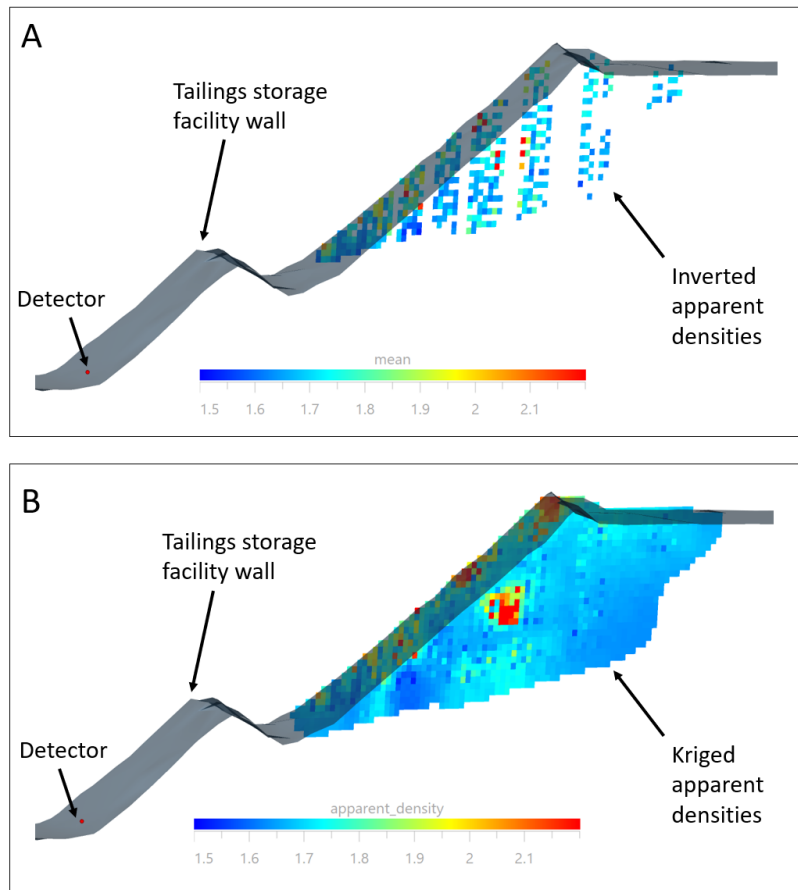 A
Tailings storage
facility wall
Detector
Inverted
apparent
densities
mean
1.5 1.6 1.7 1.8 1.9 2 2.1
B
Tailings storage
facility wall
Detector
Kriged
apparent
densities
apparent_density
1.5 1.6 1.7 1.8 1.9 2 2.1